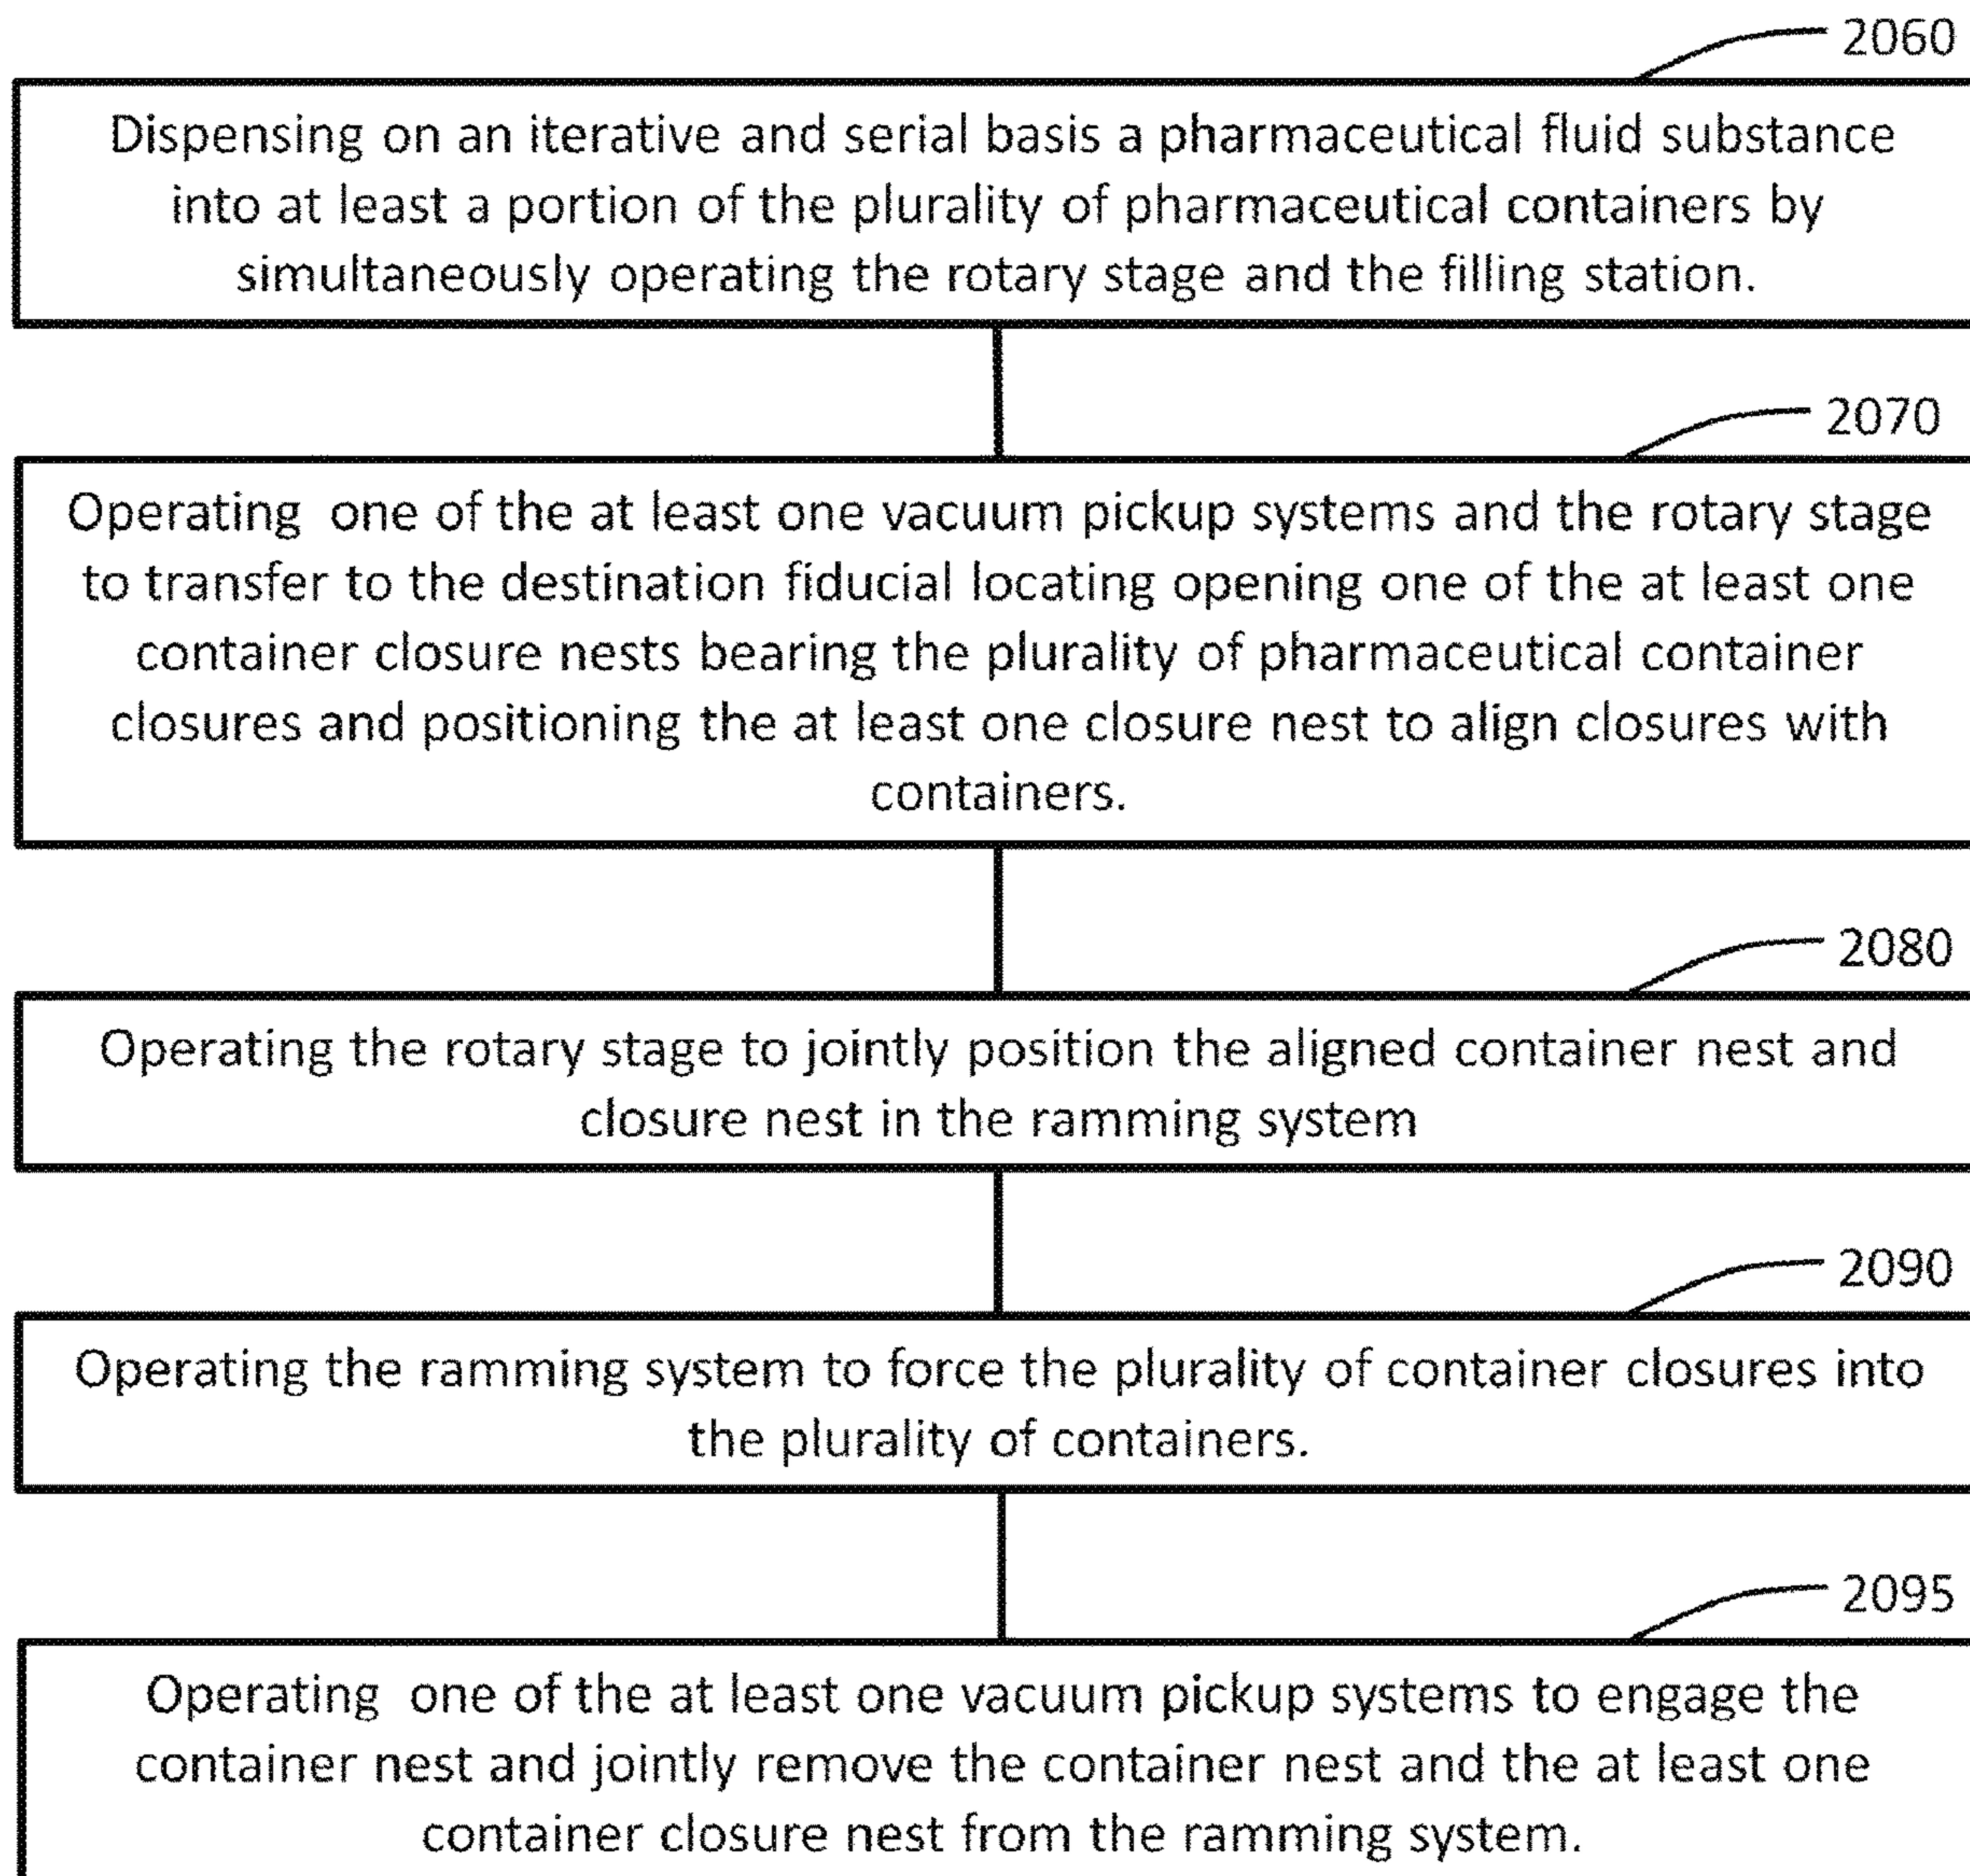 2060
Dispensing on an iterative and serial basis a pharmaceutical fluid substance
into at least a portion of the plurality of pharmaceutical containers by
simultaneously operating the rotary stage and the filling station.
2070
Operating one of the at least one vacuum pickup systems and the rotary stage
to transfer to the destination fiducial locating opening one of the at least one
container closure nests bearing the plurality of pharmaceutical container
closures and positioning the at least one closure nest to align closures with
containers.
2080
Operating the rotary stage to jointly position the aligned container nest and
closure nest in the ramming system
2090
Operating the ramming system to force the plurality of container closures into
the plurality of containers.
2095
Operating one of the at least one vacuum pickup systems to engage the
container nest and jointly remove the container nest and the at least one
container closure nest from the ramming system.